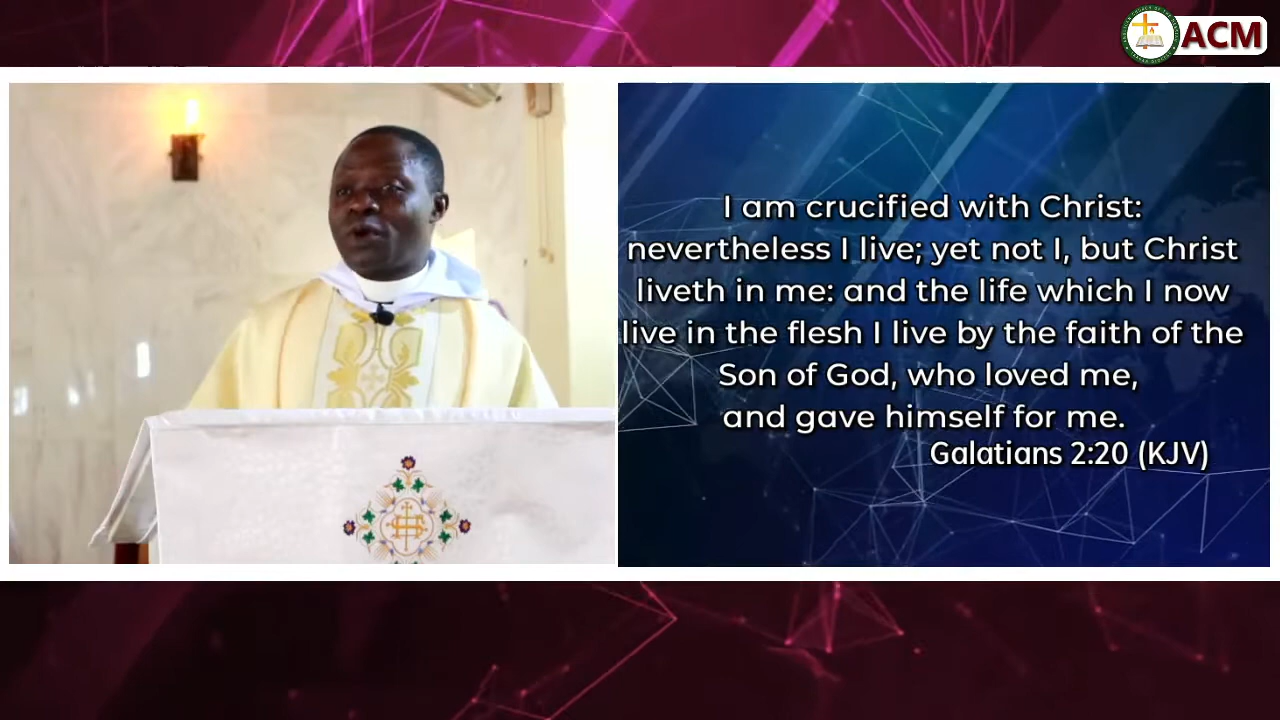 ACM
I am crucified with Christ:
nevertheless I live; yet not I, but Christ
liveth in me: and the life which I now
live in the flesh I live by the faith of the
Son of God, who loved me,
and gave himself for me.
Galatians 2:20 (KJV)